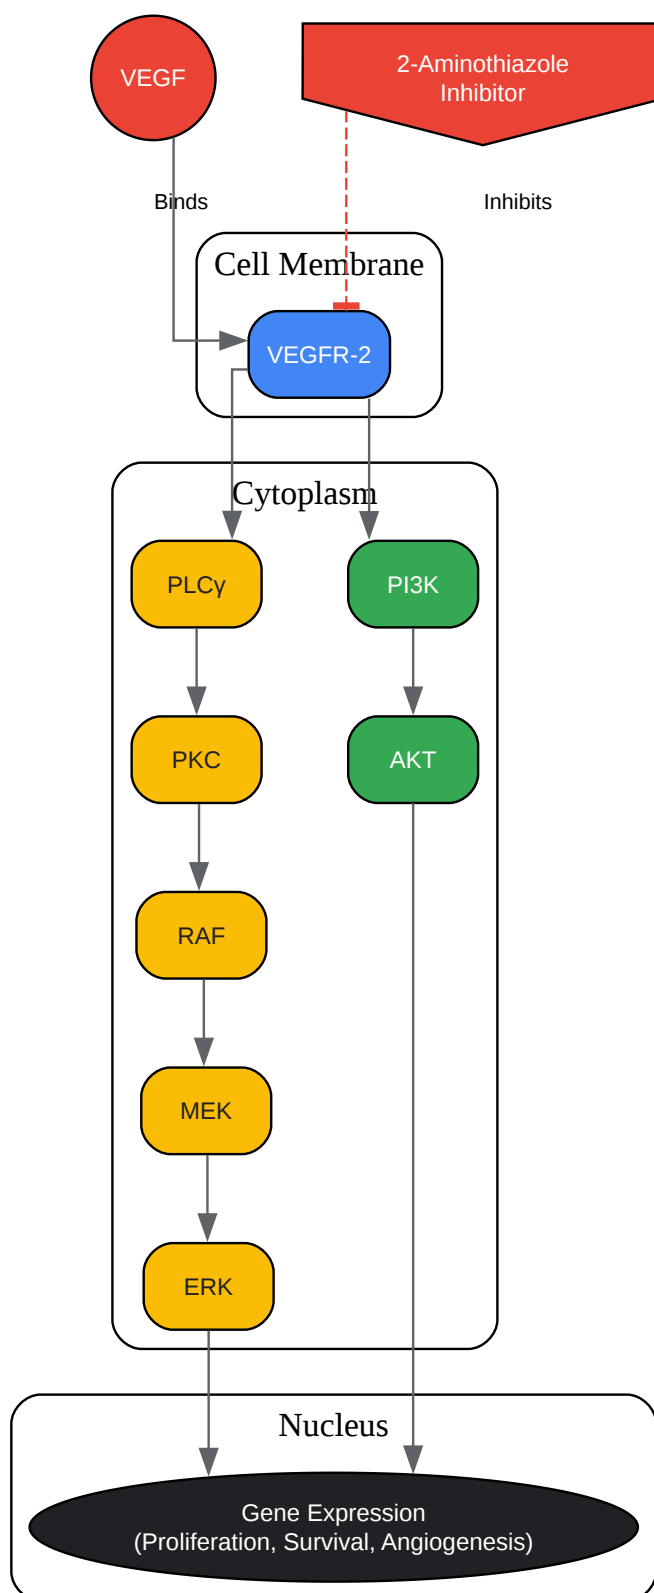 VEGF
2-Aminothiazole
Inhibitor
Binds
Inhibits
Cell Membrane
VEGFR-2
Cytoplasm
PLCγ
PI3K
PKC
AKT
RAF
MEK
ERK
Nucleus
Gene Expression
(Proliferation, Survival, Angiogenesis)